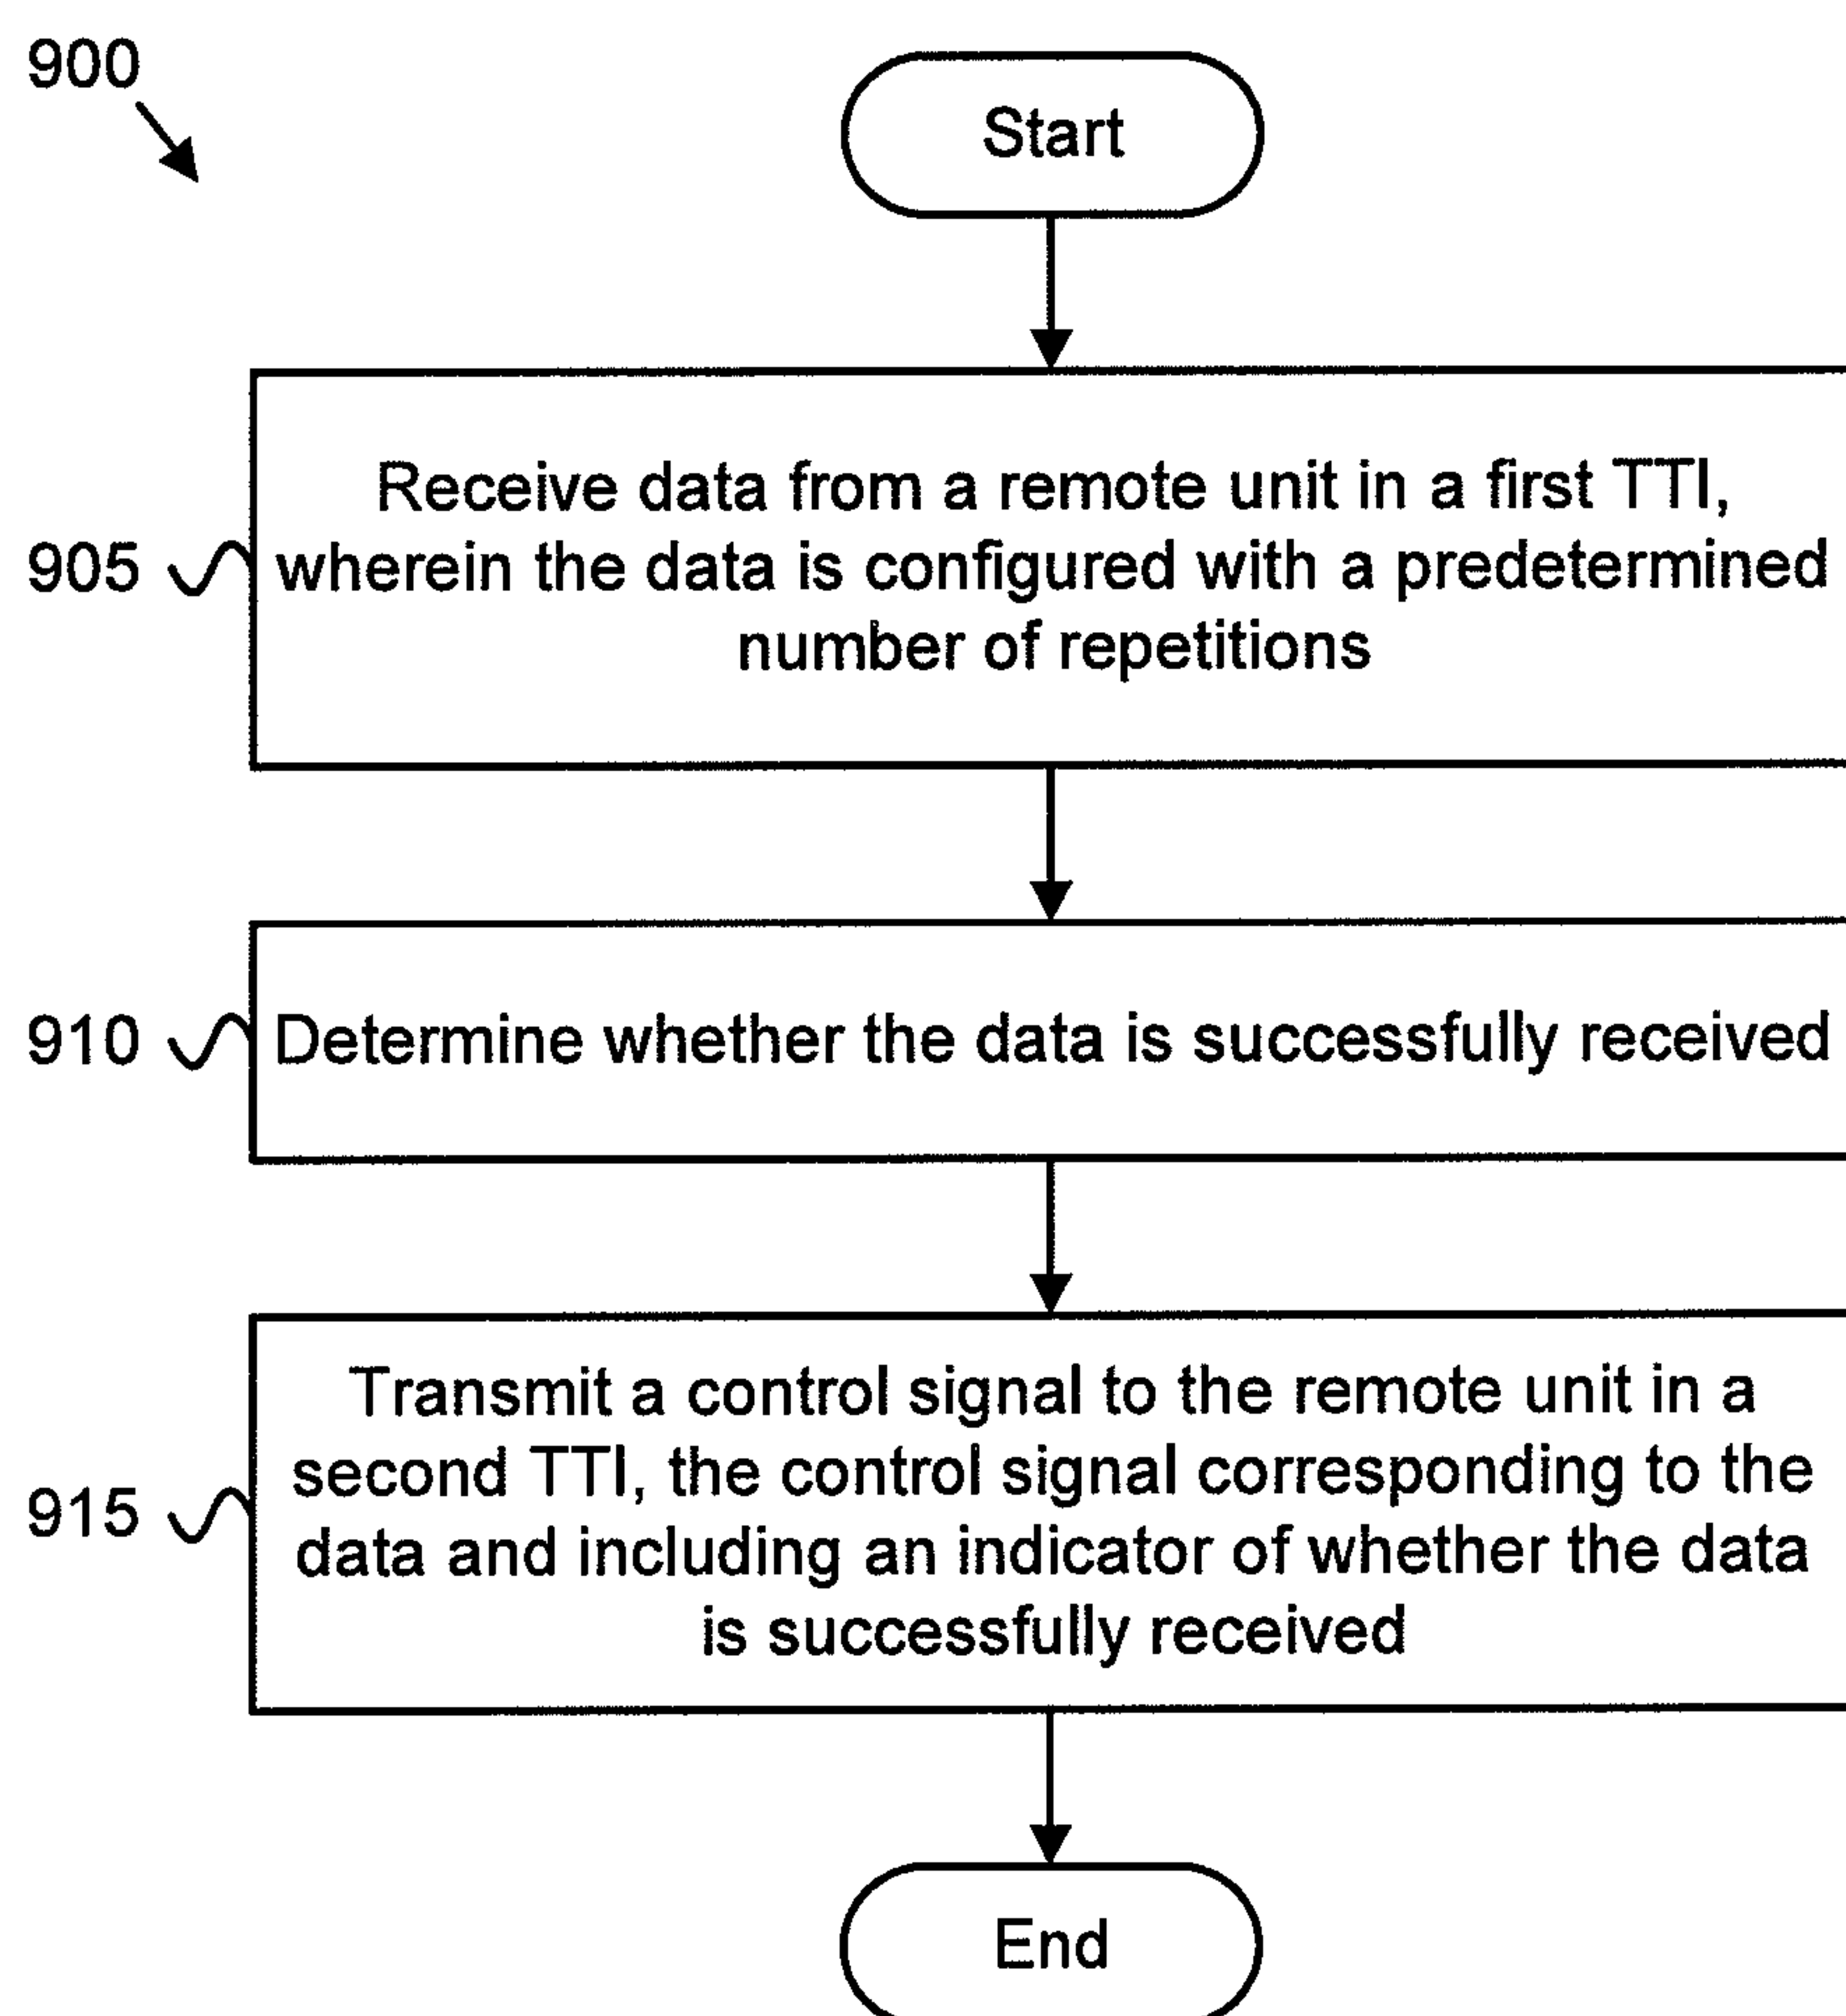 900
Start
905
Receive data from a remote unit in a first TTI,
wherein the data is configured with a predetermined
number of repetitions
910
Determine whether the data is successfully received
915
Transmit a control signal to the remote unit in a
second TTI, the control signal corresponding to the
data and including an indicator of whether the data
is successfully received
End